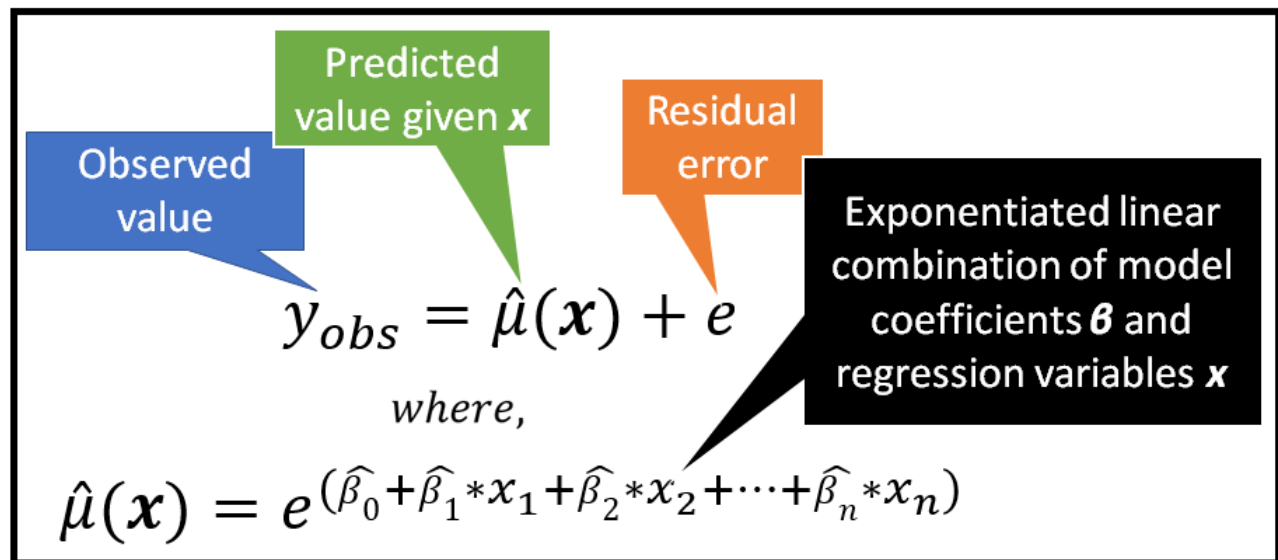 Predicted
value given x
Residual
error
Observed
value
Exponentiated linear
combination of model
coefficients β and
regression variables x
y_obs = μ̂(x) + e
where,
μ̂(x) = e^(β̂_0+β̂_1*x_1+β̂_2*x_2+⋯+β̂_n*x_n)